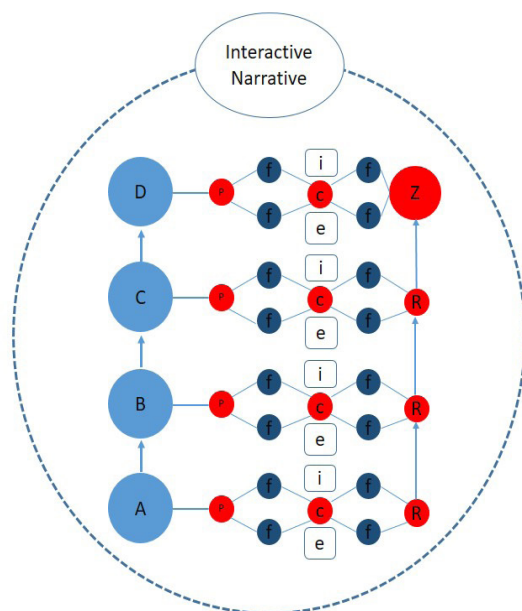 Interactive
Narrative
i
f f
D P c Z
f f
e
i
f f
C P c R
f f
e
i
f f
B P c R
f f
e
i
f f
A P c R
f f
e